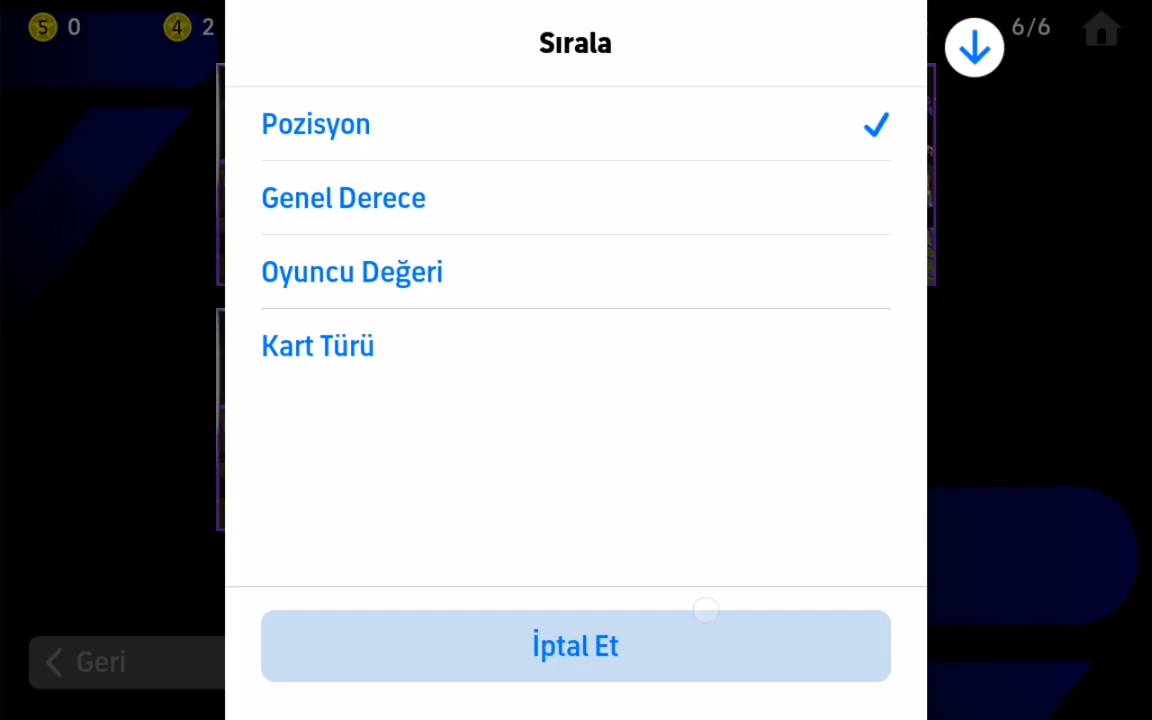 5 0
4 2
6/6
Sırala
Pozisyon
Genel Derece
Oyuncu Değeri
Kart Türü
İptal Et
Geri